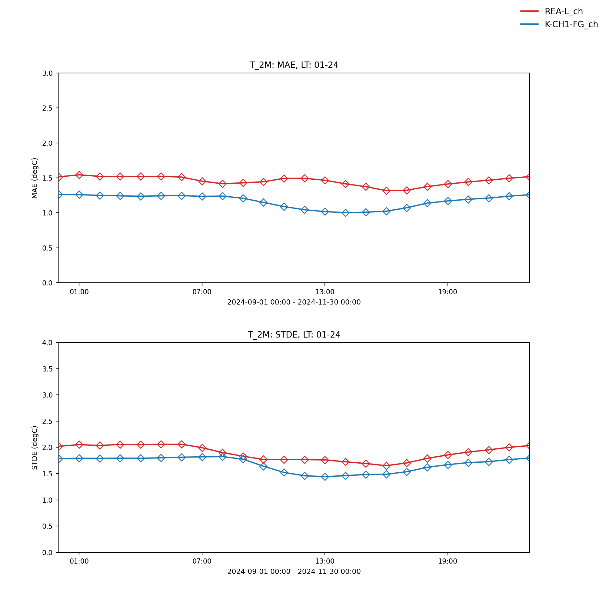 REA-L_ch
K-CH1-FG_ch
T_2M: MAE, LT: 01-24
3.0
2.5
2.0
1.5
1.0
0.5
0.0
MAE (degC)
01:00 07:00 13:00 19:00
2024-09-01 00:00 - 2024-11-30 00:00
T_2M: STDE, LT: 01-24
4.0
3.5
3.0
2.5
2.0
1.5
1.0
0.5
0.0
STDE (degC)
01:00 07:00 13:00 19:00
2024-09-01 00:00 - 2024-11-30 00:00